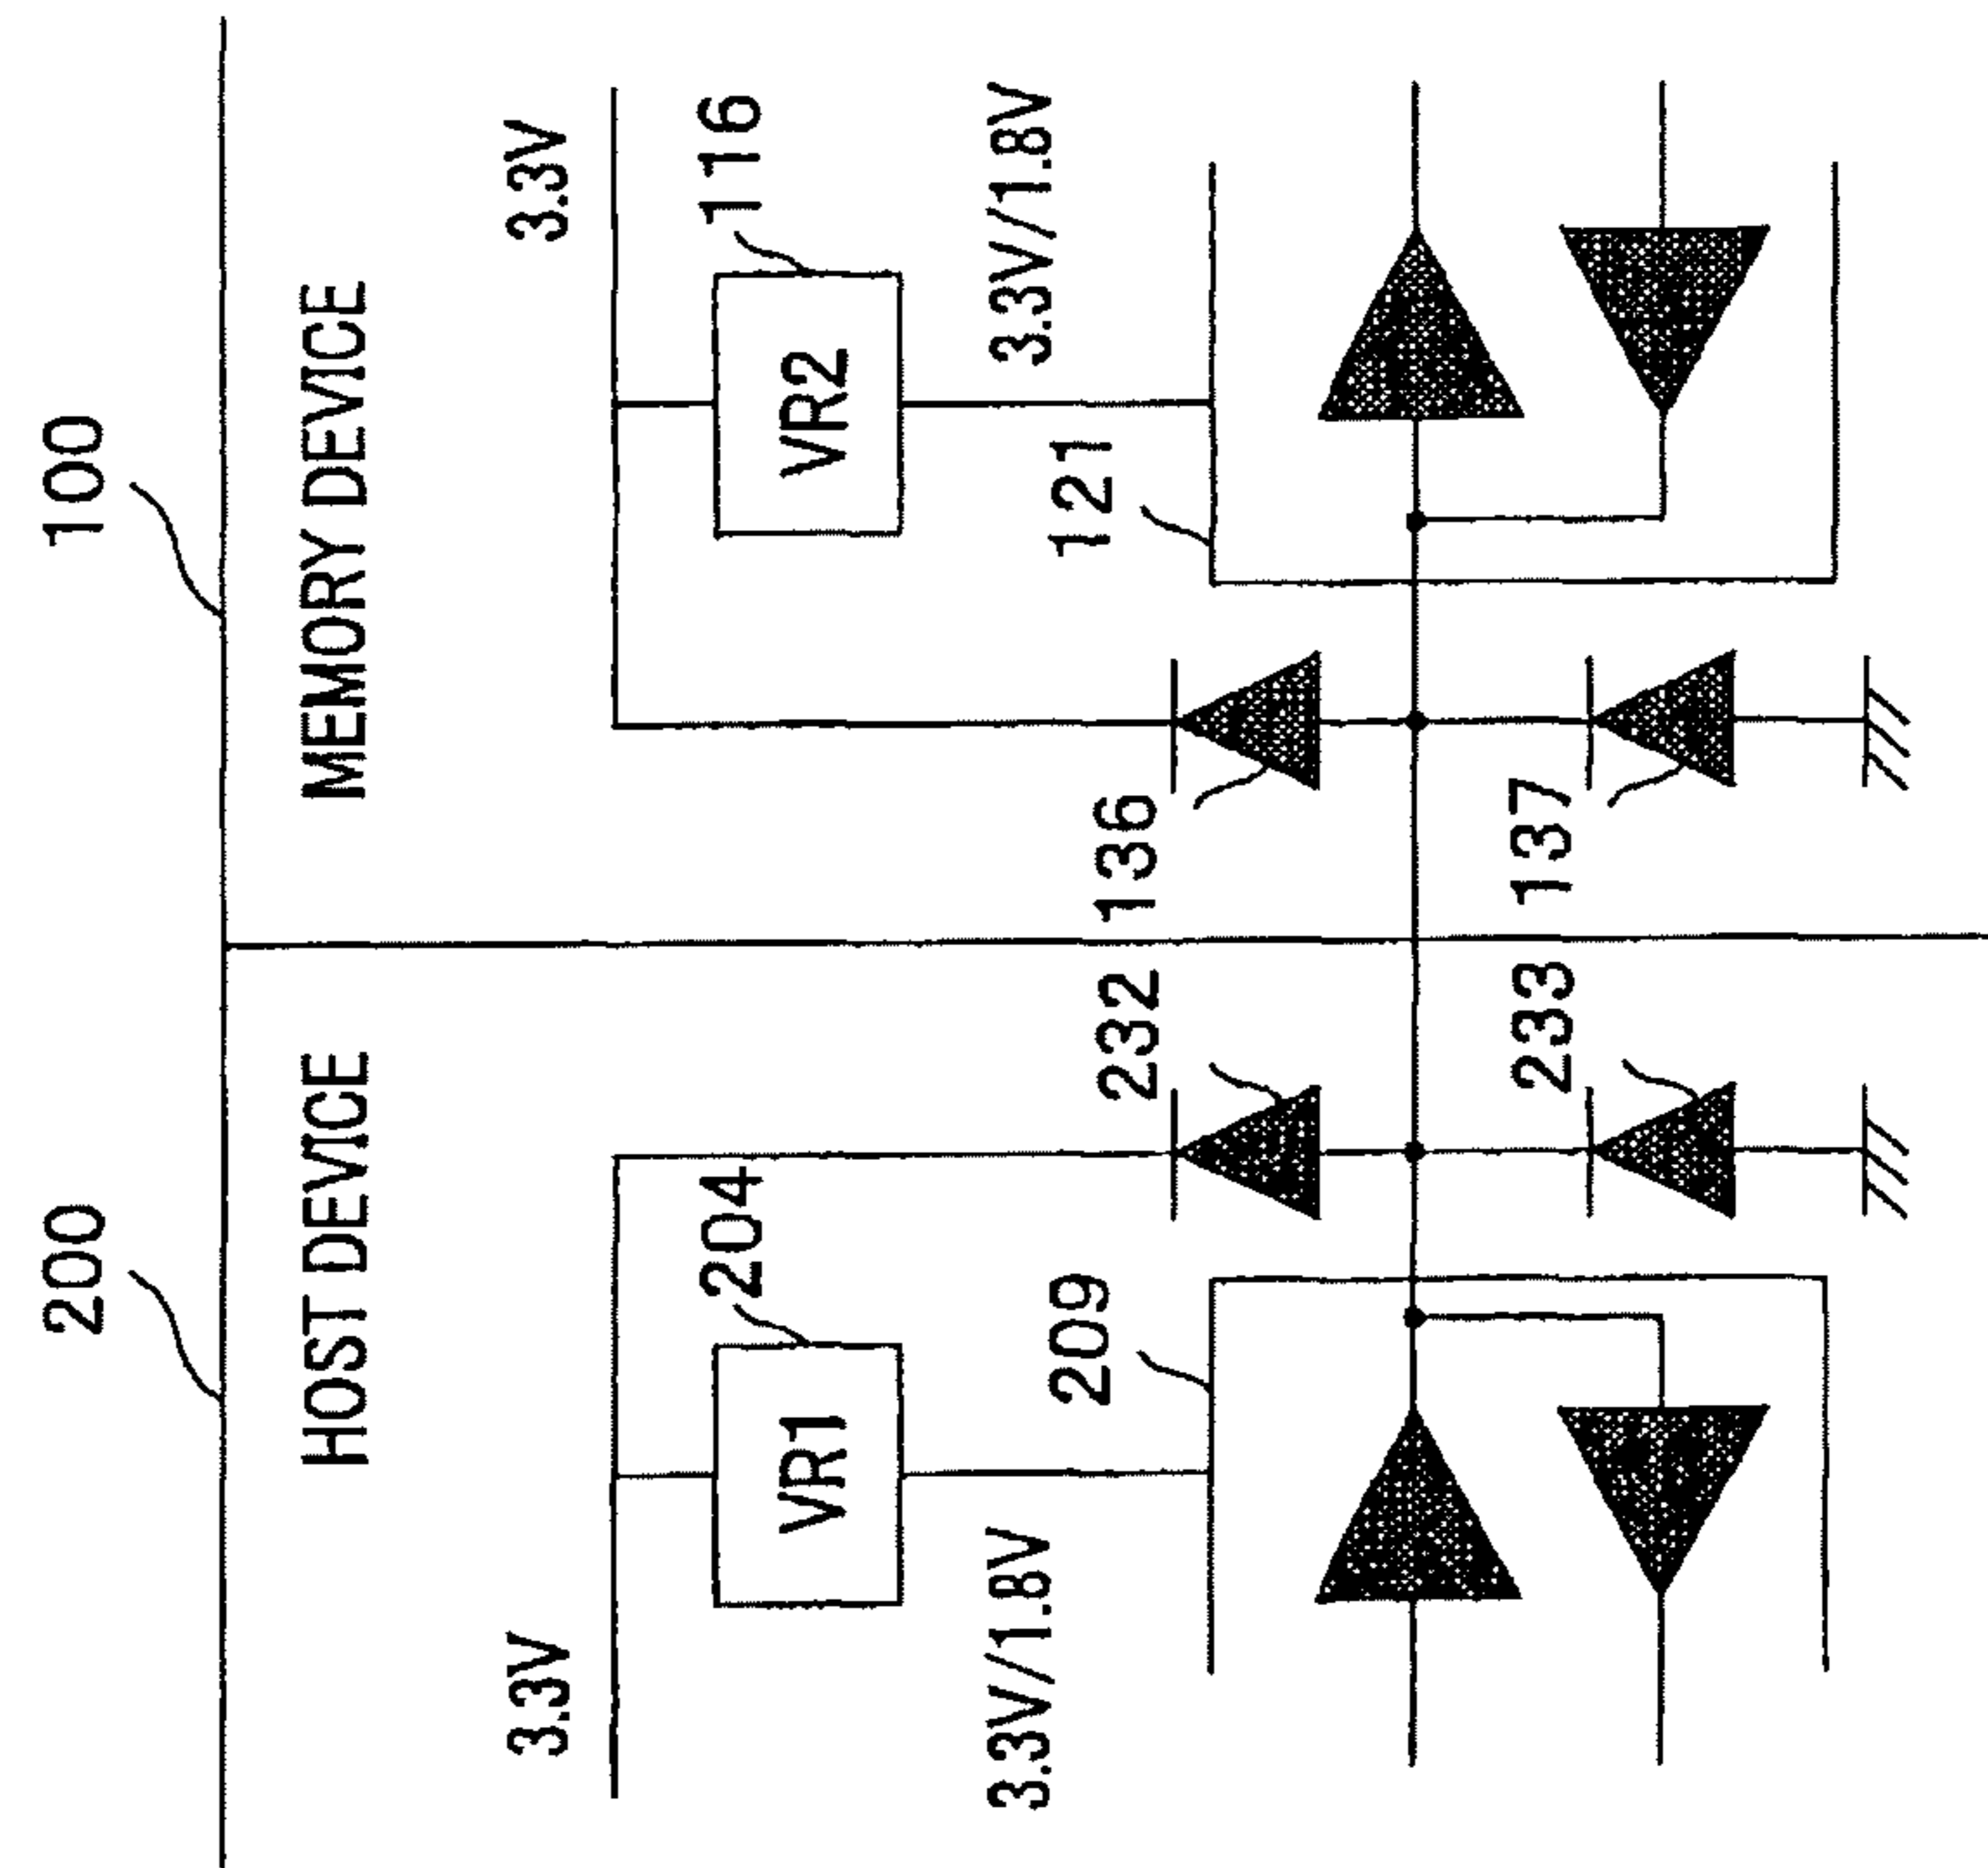 200
100
HOST DEVICE
MEMORY DEVICE
3.3V
3.3V
204
116
VR1
VR2
3.3V//1.8V
3.3V//1.8V
209
232
136
121
233
137